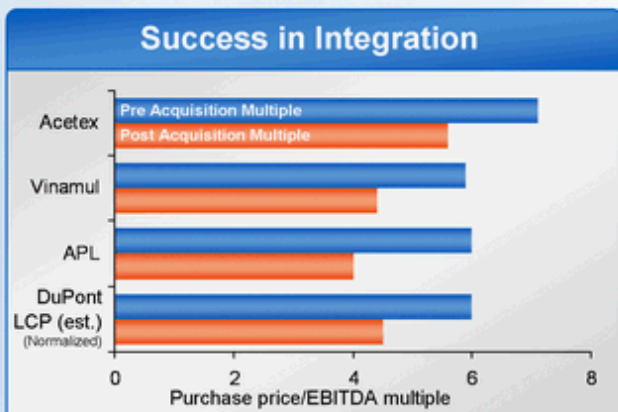 Success in Integration
Acetex
Pre Acquisition Multiple
Post Acquisition Multiple
Vinamul
APL
DuPont
LCP (est.)
(Normalized)
0 2 4 6 8
Purchase price/EBITDA multiple